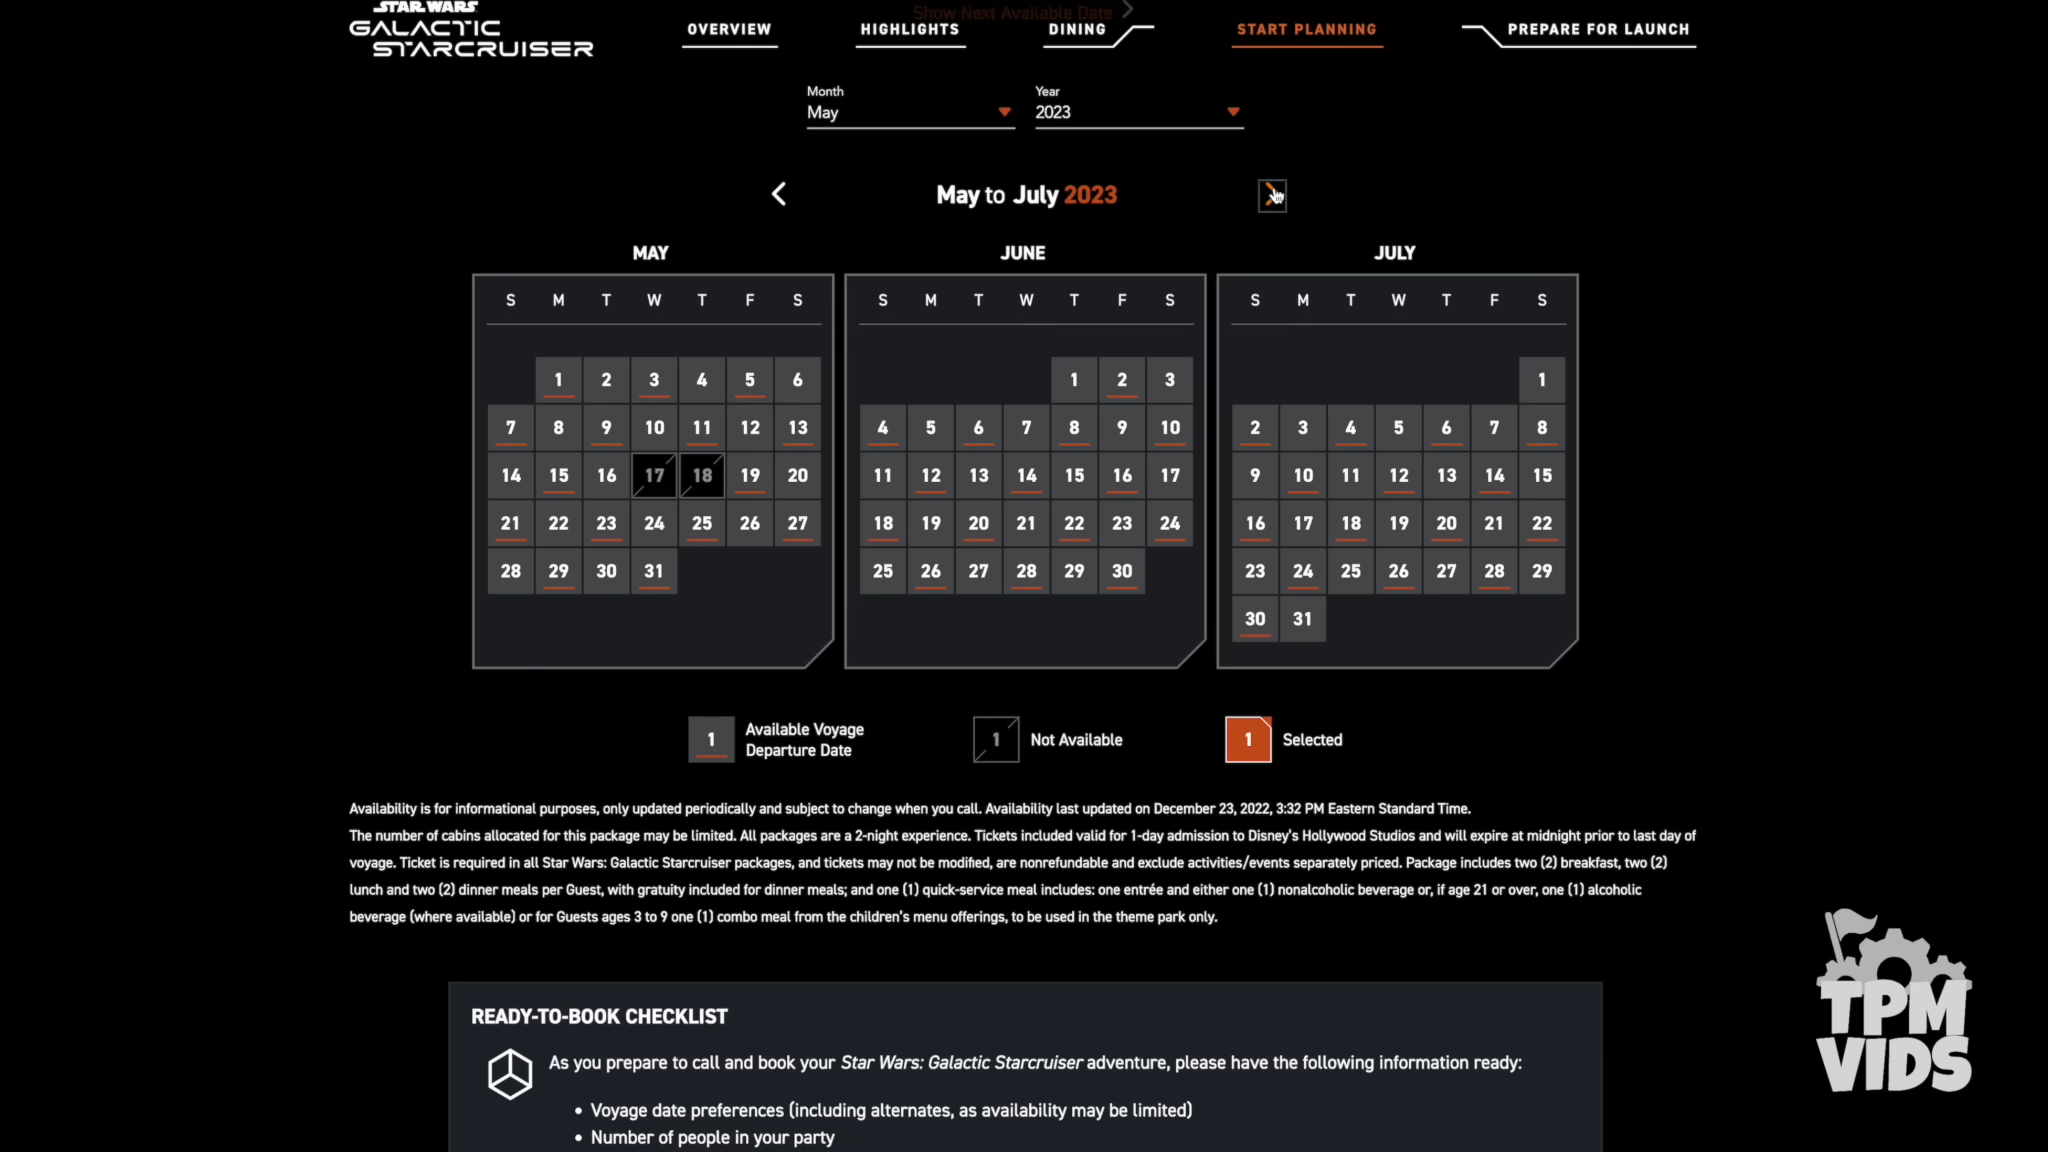 STAR WARS
GALACTIC
STARCRUISER
Show Next Available Date
OVERVIEW
HIGHLIGHTS
DINING
START PLANNING
PREPARE FOR LAUNCH
Month
May
Year
2023
May to July 2023
MAY
S M T W T F S
1 2 3 4 5 6
7 8 9 10 11 12 13
14 15 16 17 18 19 20
21 22 23 24 25 26 27
28 29 30 31
JUNE
S M T W T F S
1 2 3
4 5 6 7 8 9 10
11 12 13 14 15 16 17
18 19 20 21 22 23 24
25 26 27 28 29 30
JULY
S M T W T F S
1
2 3 4 5 6 7 8
9 10 11 12 13 14 15
16 17 18 19 20 21 22
23 24 25 26 27 28 29
30 31
1 Available Voyage
Departure Date
1 Not Available
1 Selected
Availability is for informational purposes, only updated periodically and subject to change when you call. Availability last updated on December 23, 2022, 3:32 PM Eastern Standard Time.
The number of cabins allocated for this package may be limited. All packages are a 2-night experience. Tickets included valid for 1-day admission to Disney's Hollywood Studios and will expire at midnight prior to last day of
voyage. Ticket is required in all Star Wars: Galactic Starcruiser packages, and tickets may not be modified, are nonrefundable and exclude activities/events separately priced. Package includes two (2) breakfast, two (2)
lunch and two (2) dinner meals per Guest, with gratuity included for dinner meals; and one (1) quick-service meal includes: one entrée and either one (1) nonalcoholic beverage or, if age 21 or over, one (1) alcoholic
beverage (where available) or for Guests ages 3 to 9 one (1) combo meal from the children's menu offerings, to be used in the theme park only.
READY-TO-BOOK CHECKLIST
As you prepare to call and book your Star Wars: Galactic Starcruiser adventure, please have the following information ready:
• Voyage date preferences (including alternates, as availability may be limited)
• Number of people in your party
TPM
VIDS